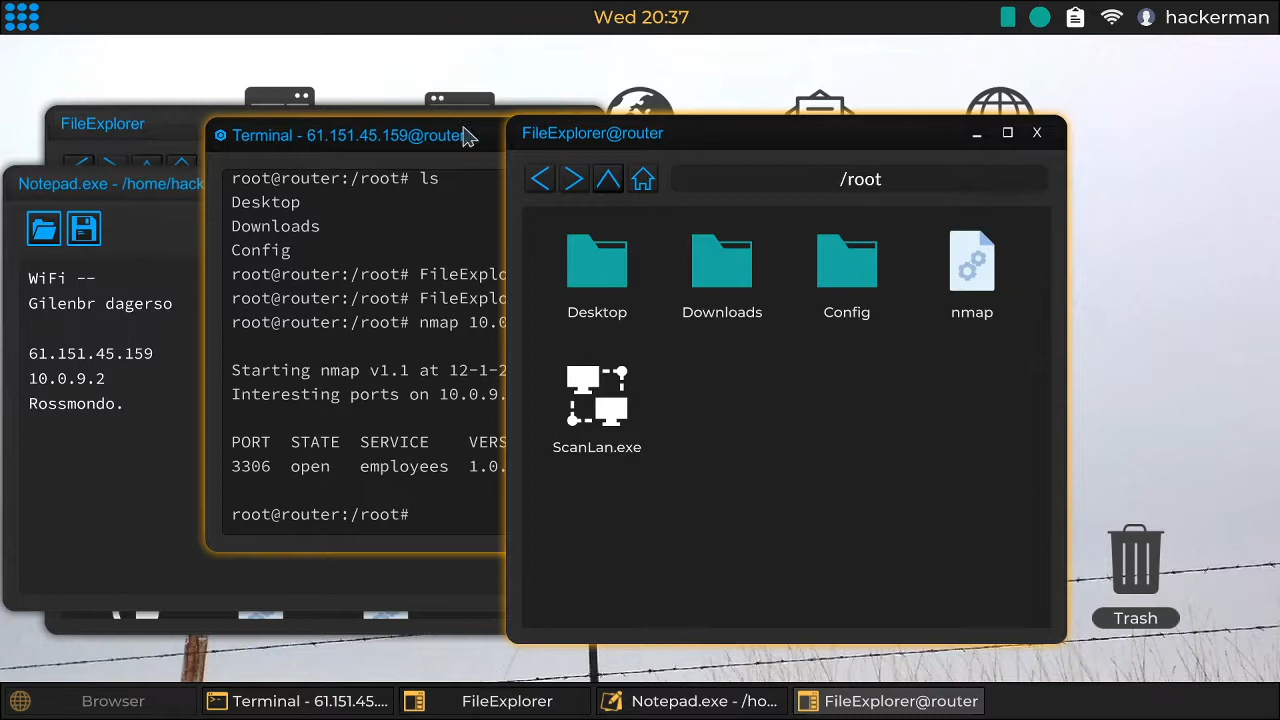 Wed 20:37
hackerman
FileExplorer
Notepad.exe - /home/hack
WiFi --
Gilenbr dagerso
61.151.45.159
10.0.9.2
Rossmondo.
Terminal - 61.151.45.159@router
root@router:/root# ls
Desktop
Downloads
Config
root@router:/root# FileExplo
root@router:/root# FileExplo
root@router:/root# nmap 10.0
Starting nmap v1.1 at 12-1-2
Interesting ports on 10.0.9.
PORT STATE SERVICE VERS
3306 open employees 1.0.
root@router:/root#
FileExplorer@router
/root
Desktop
Downloads
Config
nmap
ScanLan.exe
Trash
Browser
Terminal - 61.151.45....
FileExplorer
Notepad.exe - /ho...
FileExplorer@router